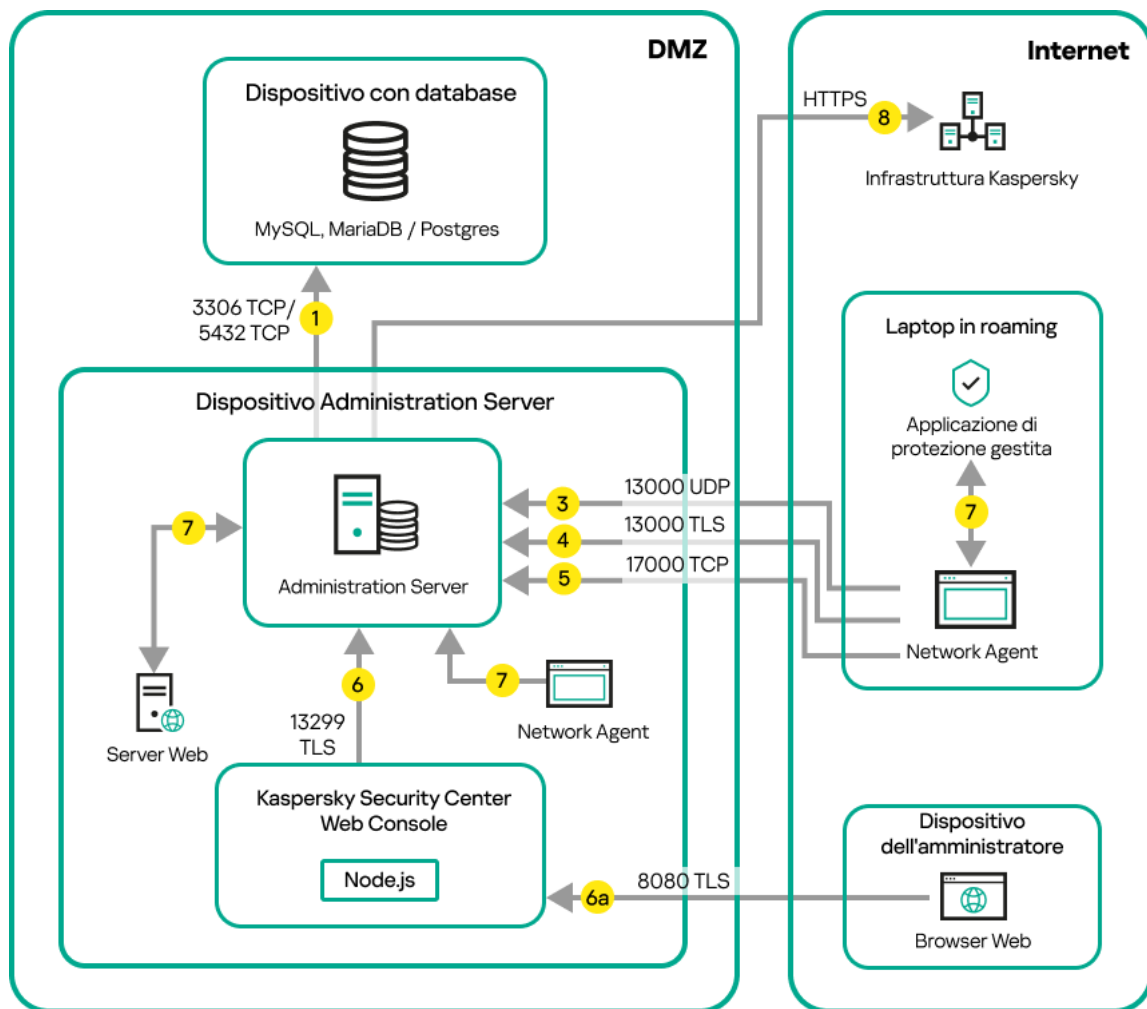 DMZ
Dispositivo con database
MySQL, MariaDB / Postgres
3306 TCP/
5432 TCP
1
Dispositivo Administration Server
Administration Server
7
Server Web
6
13299
TLS
7
Network Agent
Kaspersky Security Center
Web Console
Node.js
Internet
HTTPS
8
Infrastruttura Kaspersky
Laptop in roaming
Applicazione di
protezione gestita
7
Network Agent
3
13000 UDP
4
13000 TLS
5
17000 TCP
Dispositivo
dell'amministratore
Browser Web
6a
8080 TLS